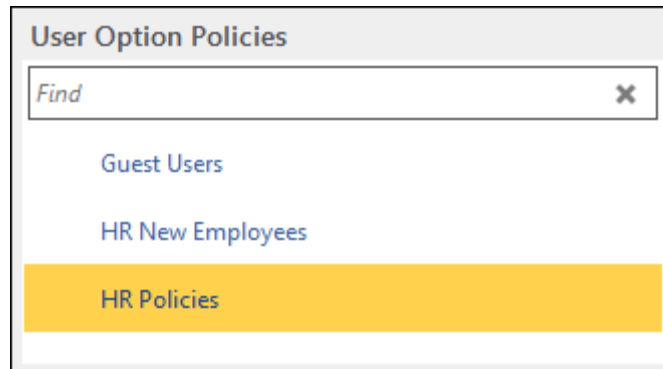 User Option Policies
Find
Guest Users
HR New Employees
HR Policies